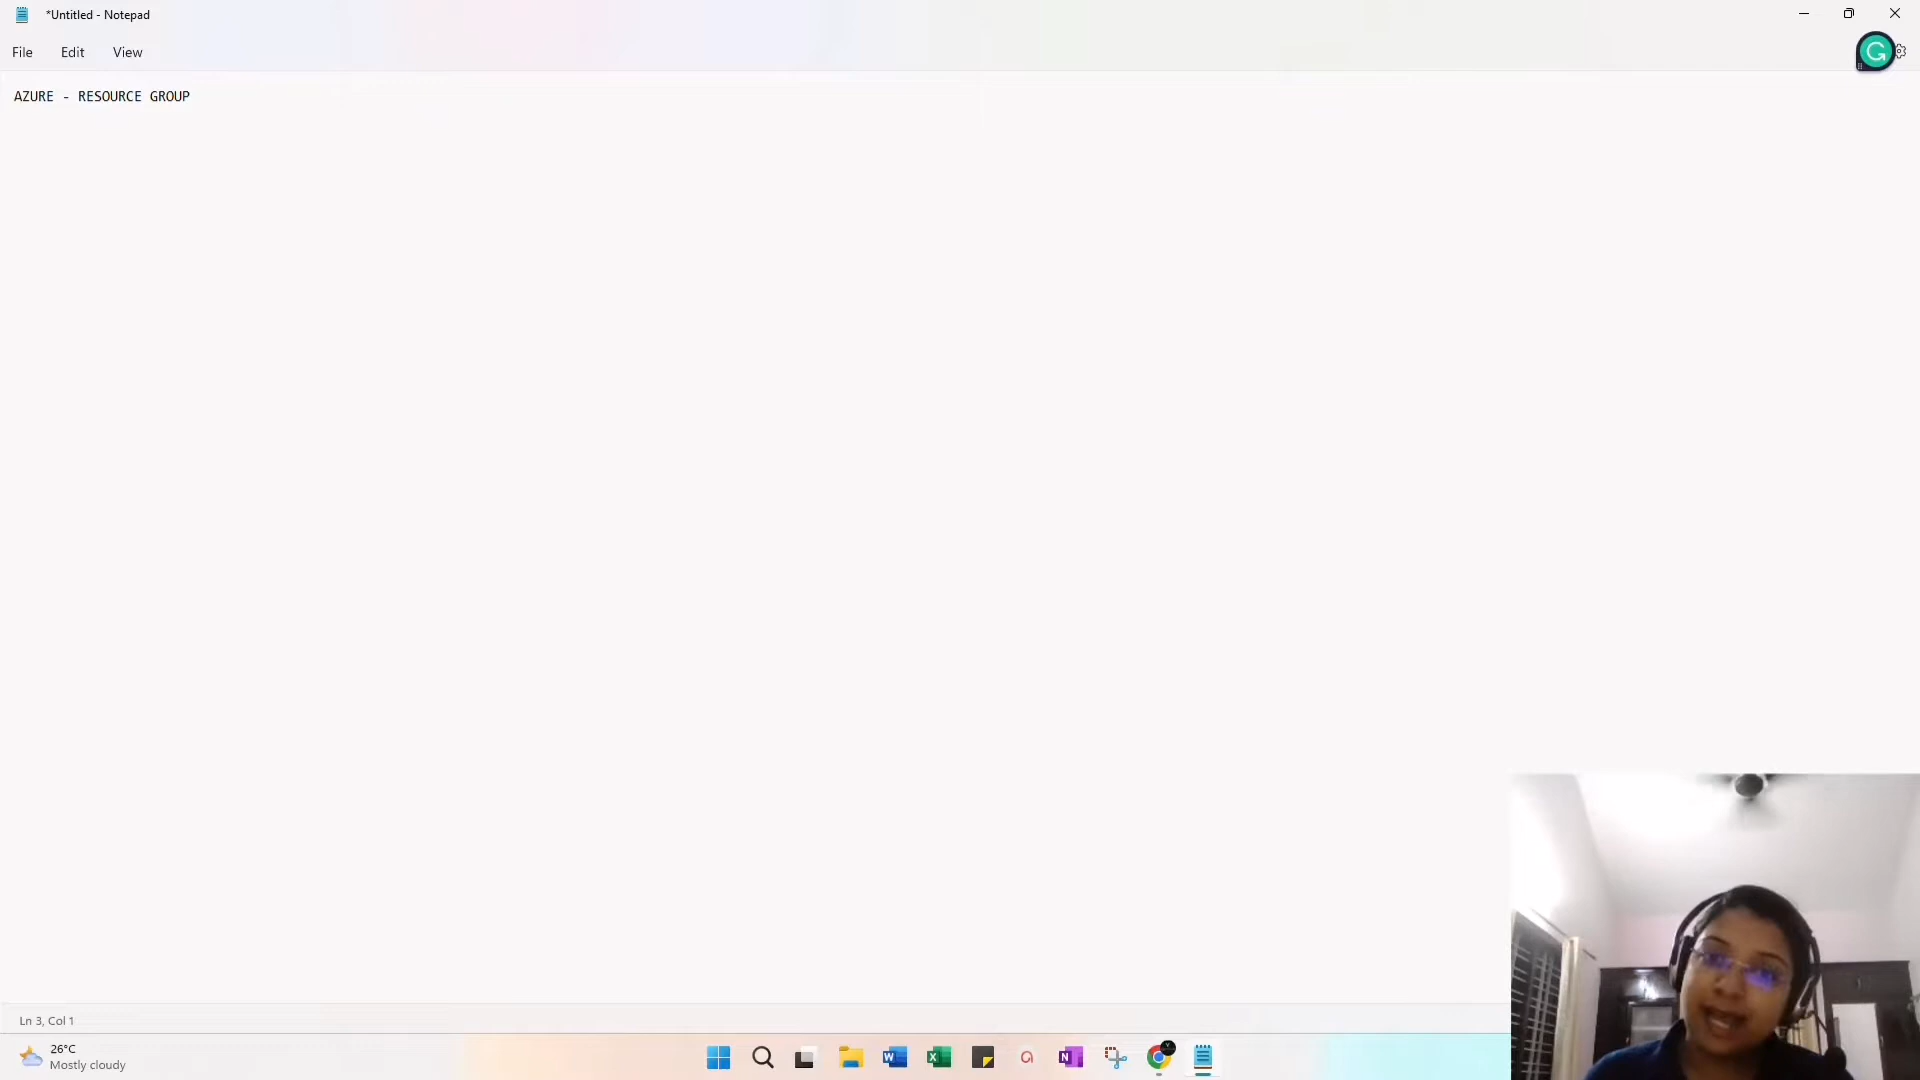 *Untitled - Notepad
File Edit View
AZURE - RESOURCE GROUP
Ln 3, Col 1
26°C
Mostly cloudy